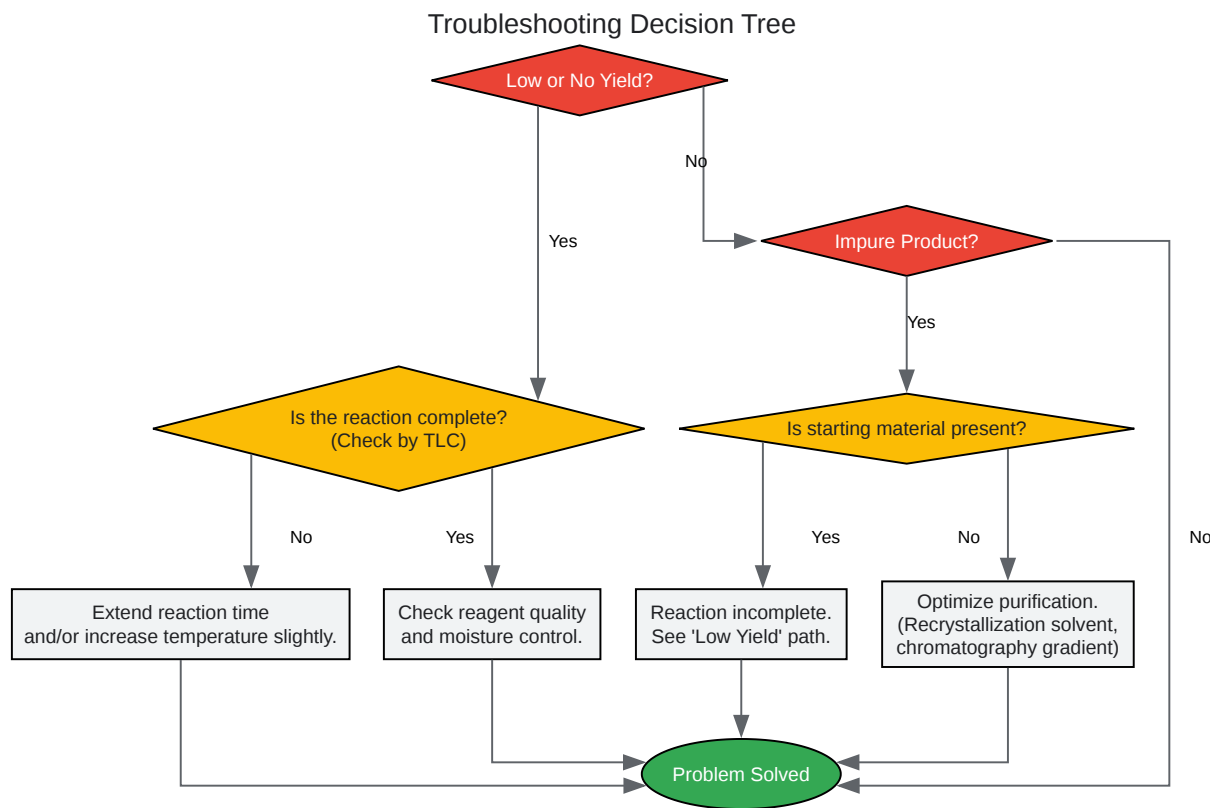 Troubleshooting Decision Tree
Low or No Yield?
No
Yes
Impure Product?
Yes
Is the reaction complete?
(Check by TLC)
Is starting material present?
No
Yes
Yes
No
No
Extend reaction time
and/or increase temperature slightly.
Check reagent quality
and moisture control.
Reaction incomplete.
See 'Low Yield' path.
Optimize purification.
(Recrystallization solvent,
chromatography gradient)
Problem Solved